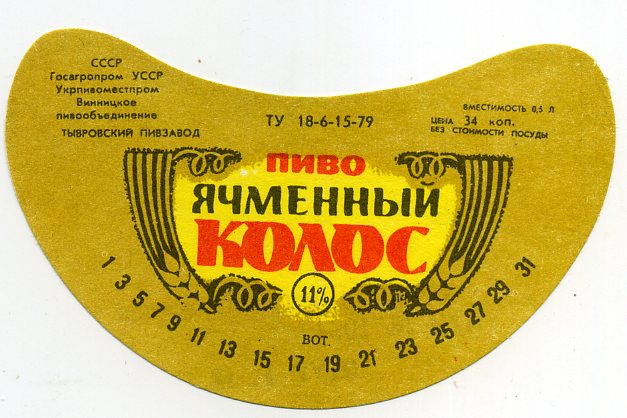 СССР
Госагропром УССР
Укрпивоместпром
Винницкое
пивообъединение
ТЫВРОВСКИЙ ПИВЗАВОД
ТУ 18-6-15-79
ВМЕСТИМОСТЬ 0,5 Л
ЦЕНА 34 коп.
БЕЗ СТОИМОСТИ ПОСУДЫ
ПИВО
ЯЧМЕННЫЙ
КОЛОС
11%
ВОТ.
1 3 5 7 9 11 13 15 17 19 21 23 25 27 29 31